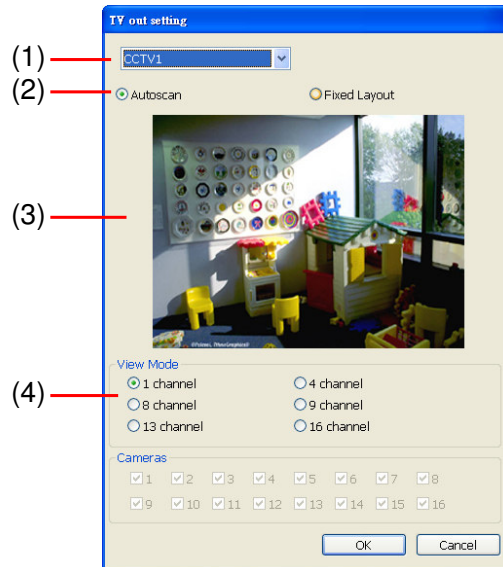 TV out setting
(1) CCTV1
(2) Autoscan Fixed Layout
(3)
View Mode
(4) 1 channel 4 channel
8 channel 9 channel
13 channel 16 channel
Cameras
1 2 3 4 5 6 7 8
9 10 11 12 13 14 15 16
OK Cancel